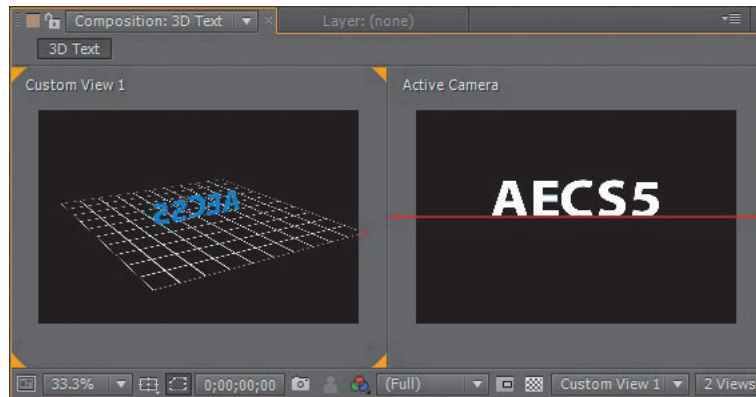 Composition: 3D Text
Layer: (none)
3D Text
Custom View 1
Active Camera
AECS5
AECS5
33.3%
0;00;00;00
(Full)
Custom View 1
2 Views